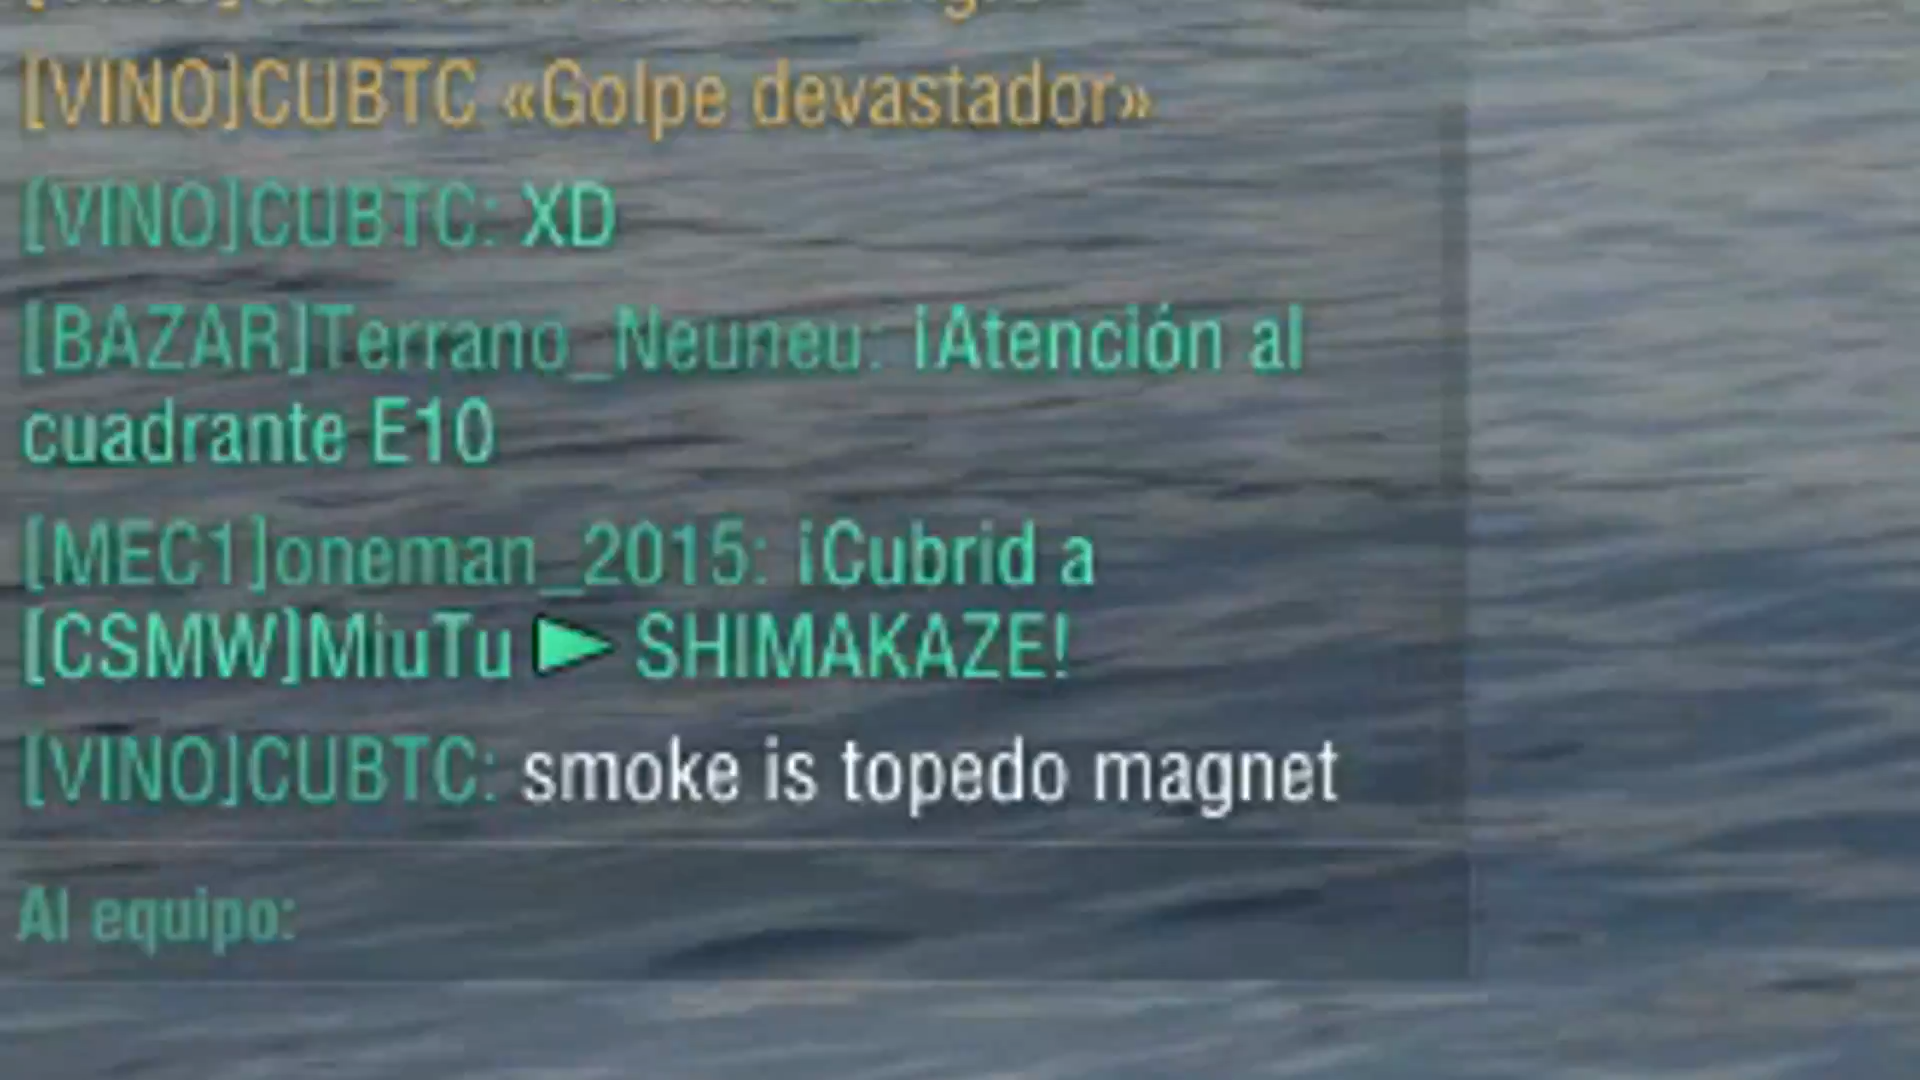 [VINO]CUBTC «Golpe devastador»
[VINO]CUBTC: XD
[BAZAR]Terrano_Neuneu: ¡Atención al
cuadrante E10
[MEC1]oneman_2015: ¡Cubrid a
[CSMW]MiuTu ▶ SHIMAKAZE!
[VINO]CUBTC: smoke is topedo magnet
Al equipo: